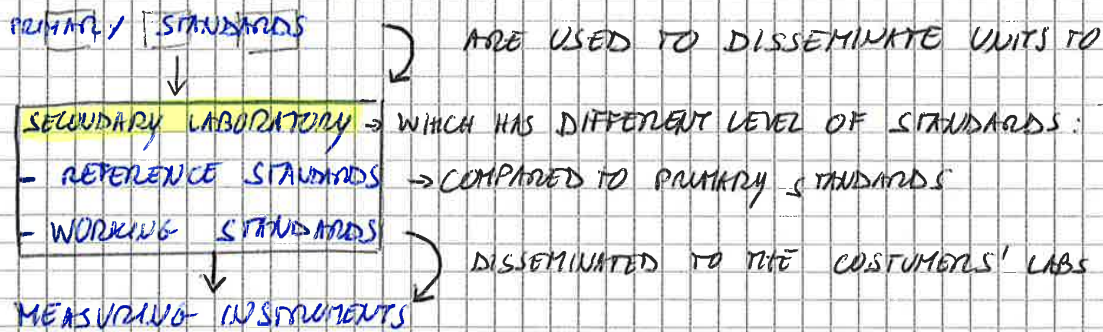 PRIMARY STANDARDS ARE USED TO DISSEMINATE UNITS TO
SECUNDARY LABORATORY → WHICH HAS DIFFERENT LEVEL OF STANDARDS:
- REFERENCE STANDARDS → COMPARED TO PRIMARY STANDARDS
- WORKING STANDARDS
DISSEMINATED TO THE COSTUMERS' LABS
MEASURING INSTRUMENTS